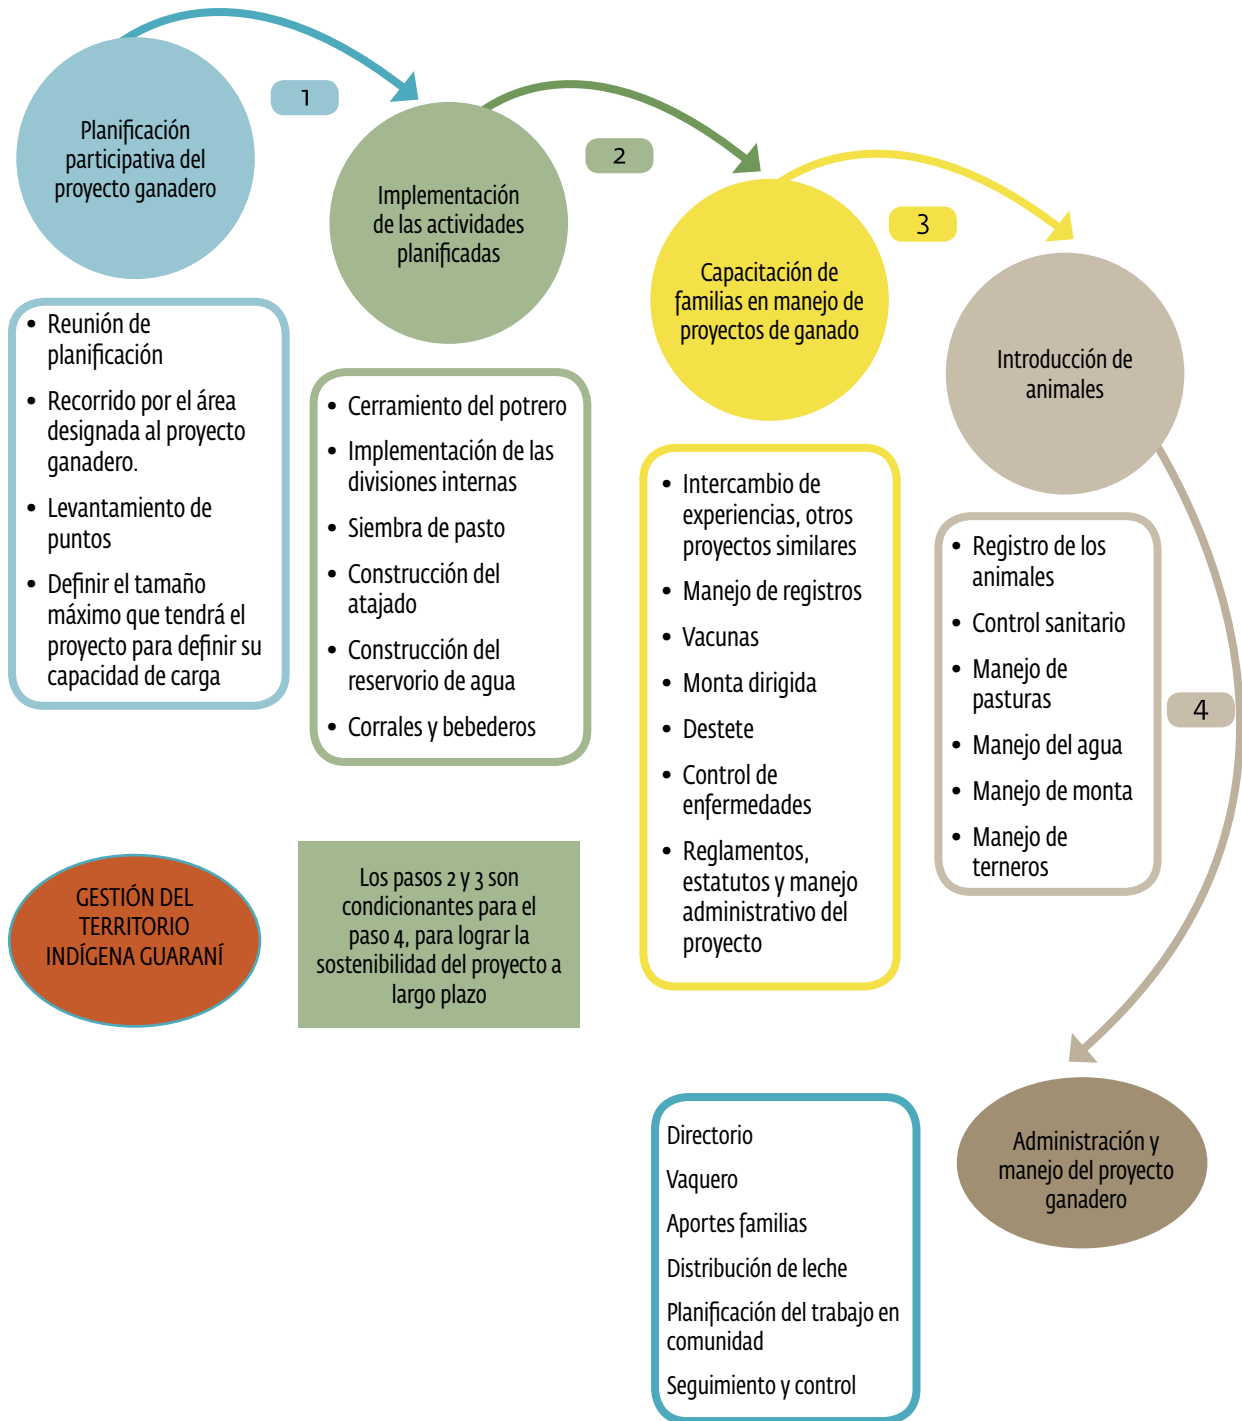 1
Planificación
participativa del
proyecto ganadero
• Reunión de
planificación
• Recorrido por el área
designada al proyecto
ganadero.
• Levantamiento de
puntos
• Definir el tamaño
máximo que tendrá el
proyecto para definir su
capacidad de carga
2
Implementación
de las actividades
planificadas
• Cerramiento del potrero
• Implementación de las
divisiones internas
• Siembra de pasto
• Construcción del
atajado
• Construcción del
reservorio de agua
• Corrales y bebederos
3
Capacitación de
familias en manejo de
proyectos de ganado
• Intercambio de
experiencias, otros
proyectos similares
• Manejo de registros
• Vacunas
• Monta dirigida
• Destete
• Control de
enfermedades
• Reglamentos,
estatutos y manejo
administrativo del
proyecto
Introducción de
animales
• Registro de los
animales
• Control sanitario
• Manejo de
pasturas
• Manejo del agua
• Manejo de monta
• Manejo de
terneros
4
GESTIÓN DEL
TERRITORIO
INDÍGENA GUARANÍ
Los pasos 2 y 3 son
condicionantes para el
paso 4, para lograr la
sostenibilidad del proyecto a
largo plazo
Directorio
Vaquero
Aportes familias
Distribución de leche
Planificación del trabajo en
comunidad
Seguimiento y control
Administración y
manejo del proyecto
ganadero